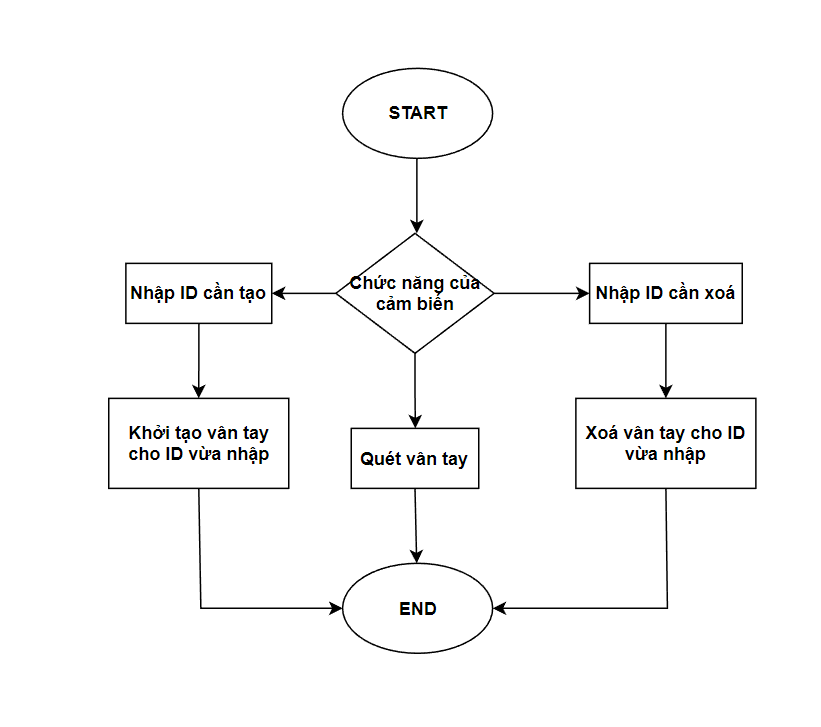 START
Chức năng của
cảm biến
Nhập ID cần tạo
Nhập ID cần xoá
Khởi tạo vân tay
cho ID vừa nhập
Quét vân tay
Xoá vân tay cho ID
vừa nhập
END